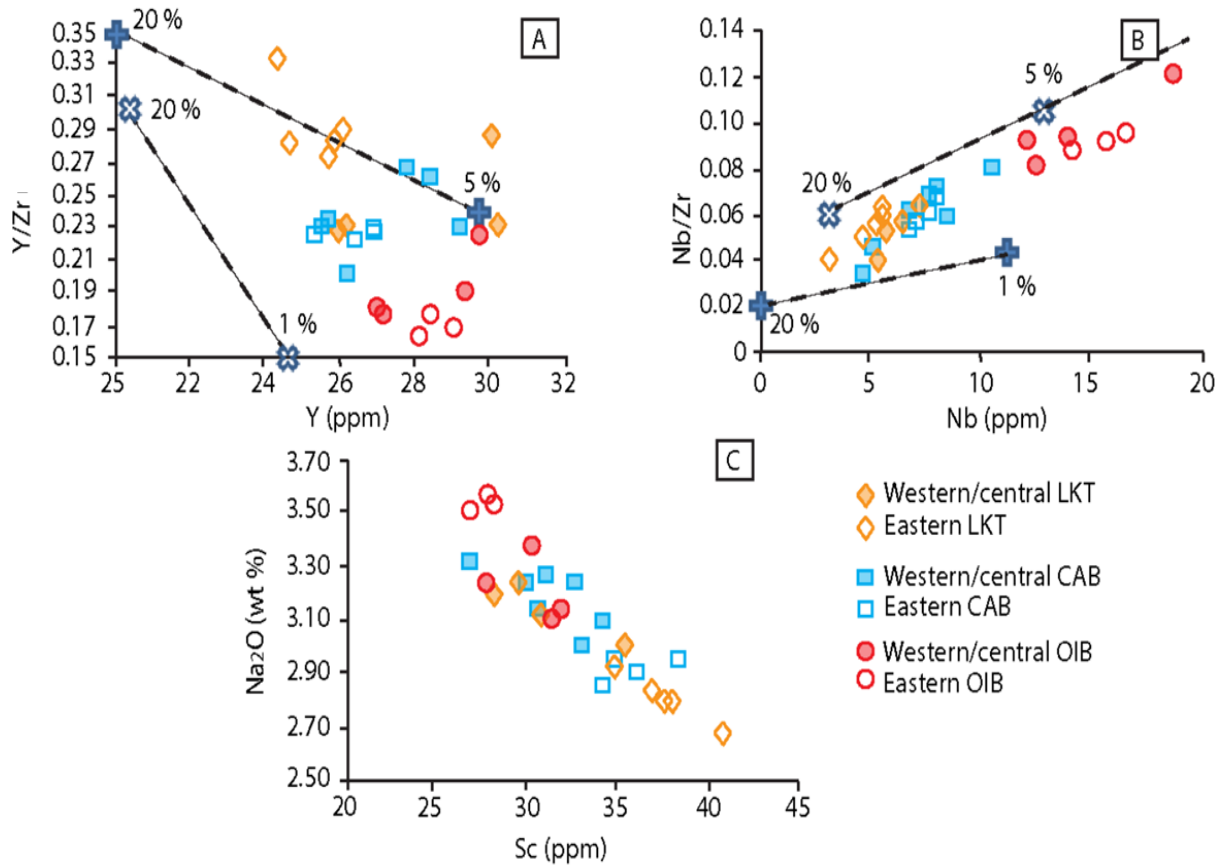 A
20 %
0.35
0.33
0.31
0.29
0.27
0.25
0.23
0.21
0.19
0.17
0.15
20 %
5 %
1 %
Y/Zr
25 24 26 28 30 32
Y (ppm)
B
0.14
0.12
0.10
0.08
0.06
0.04
0.02
0
5 %
20 %
1 %
20 %
Nb/Zr
0 5 10 15 20
Nb (ppm)
C
3.70
3.50
3.30
3.10
2.90
2.70
2.50
Na2O (wt %)
20 25 30 35 40 45
Sc (ppm)
Western/central LKT
Eastern LKT
Western/central CAB
Eastern CAB
Western/central OIB
Eastern OIB